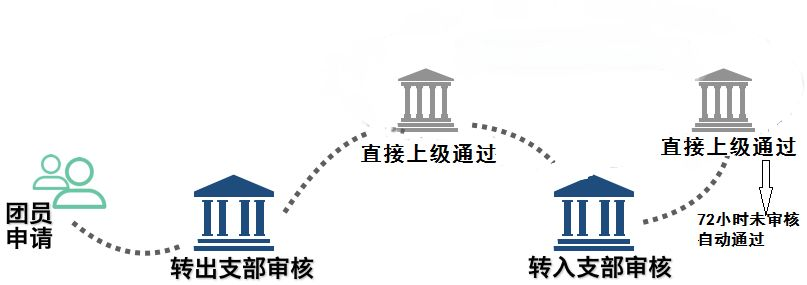 团员
申请
转出支部审核
直接上级通过
转入支部审核
直接上级通过
72小时未审核
自动通过